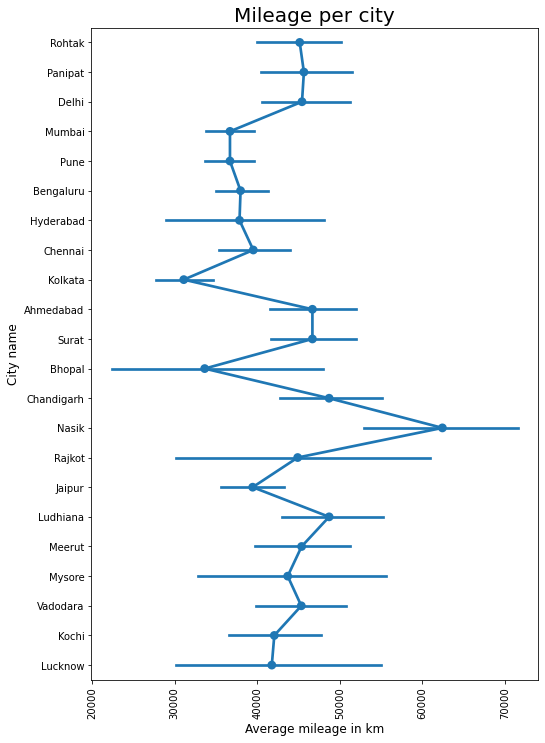 Mileage per city
City name
Rohtak
Panipat
Delhi
Mumbai
Pune
Bengaluru
Hyderabad
Chennai
Kolkata
Ahmedabad
Surat
Bhopal
Chandigarh
Nasik
Rajkot
Jaipur
Ludhiana
Meerut
Mysore
Vadodara
Kochi
Lucknow
20000
30000
40000
50000
60000
70000
Average mileage in km